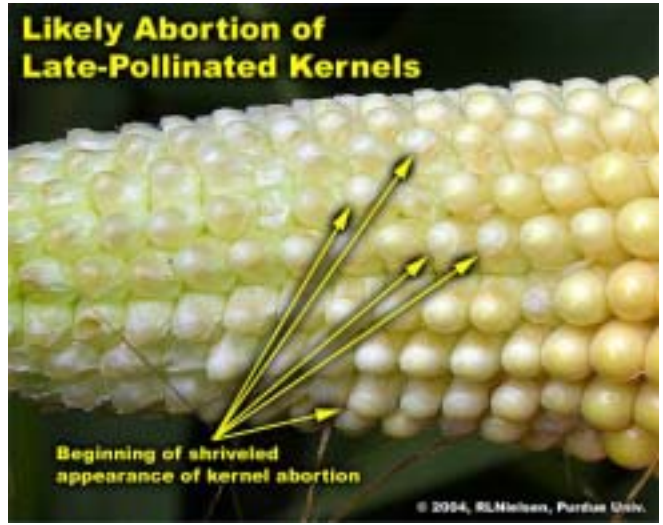 Likely Abortion of
Late-Pollinated Kernels
Beginning of shriveled
appearance of kernel abortion
© 2004, RLNielsen, Purdue Univ.